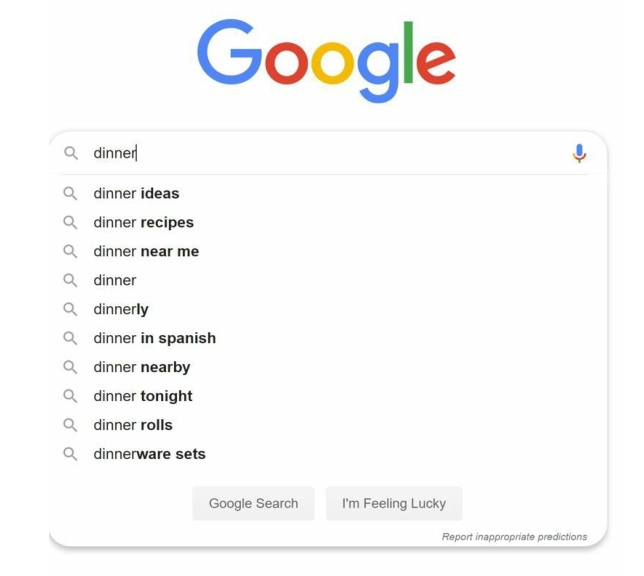 Google
dinner
dinner ideas
dinner recipes
dinner near me
dinner
dinnerly
dinner in spanish
dinner nearby
dinner tonight
dinner rolls
dinnerware sets
Google Search I'm Feeling Lucky
Report inappropriate predictions